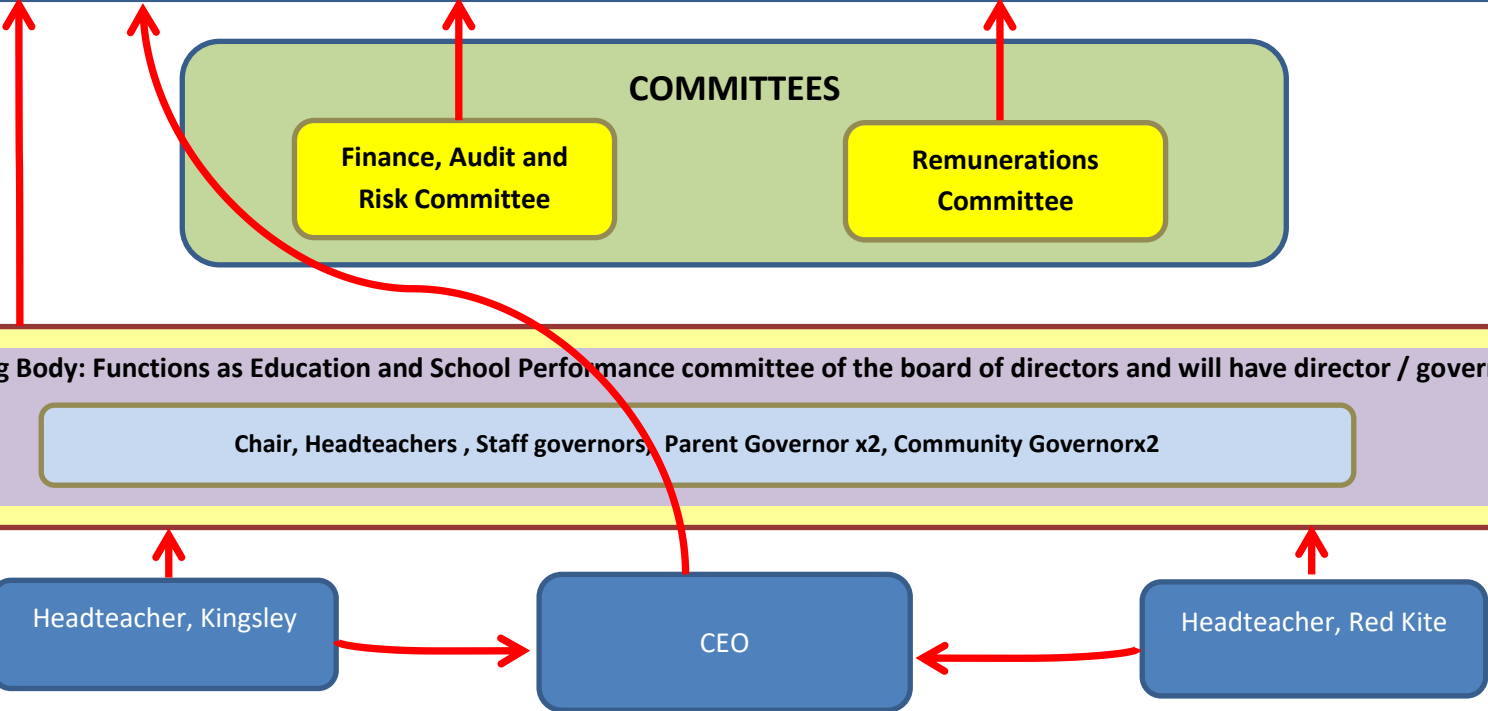 COMMITTEES
Finance, Audit and
Risk Committee
Remunerations
Committee
g Body: Functions as Education and School Performance committee of the board of directors and will have director / govern
Chair, Headteachers , Staff governors, Parent Governor x2, Community Governorx2
Headteacher, Kingsley
CEO
Headteacher, Red Kite